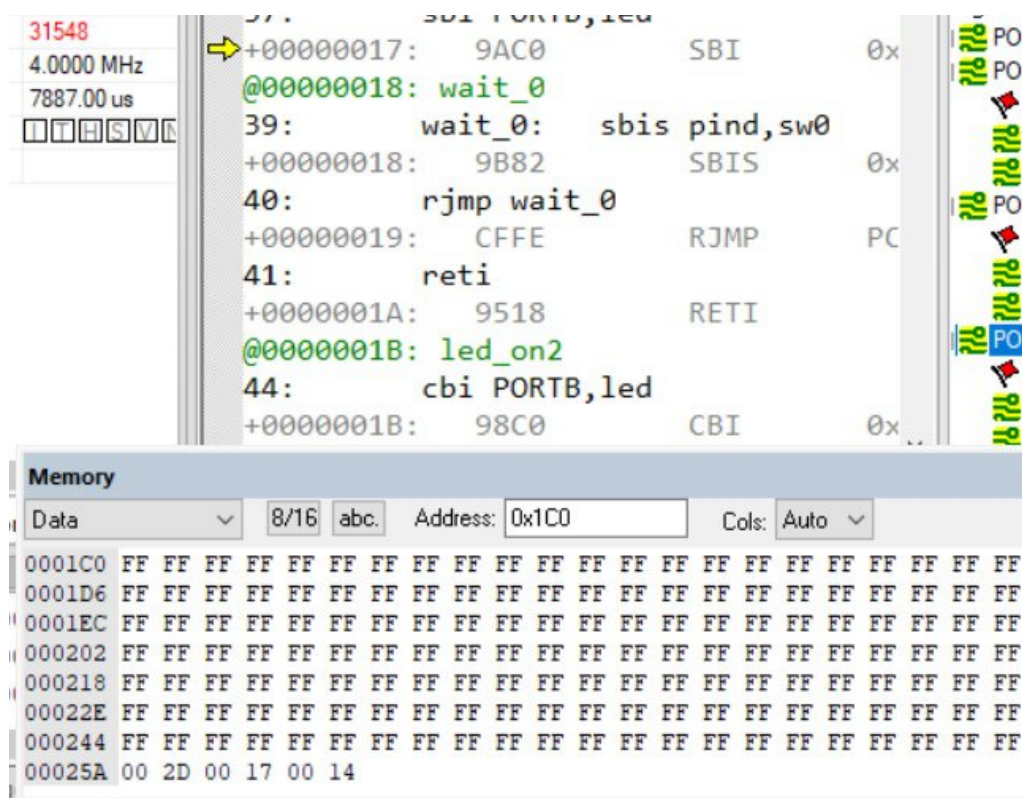 31548
4.0000 MHz
7887.00 us
I T H S V N
37: sbi PORTB,led
+00000017: 9AC0 SBI 0x
@00000018: wait_0
39: wait_0: sbis pind,sw0
+00000018: 9B82 SBIS 0x
40: rjmp wait_0
+00000019: CFFE RJMP PC
41: reti
+0000001A: 9518 RETI
@0000001B: led_on2
44: cbi PORTB,led
+0000001B: 98C0 CBI 0x
PO
PO
PO
PO
Memory
Data 8/16 abc. Address: 0x1C0 Cols: Auto
0001C0 FF FF FF FF FF FF FF FF FF FF FF FF FF FF FF FF FF FF FF FF FF FF
0001D6 FF FF FF FF FF FF FF FF FF FF FF FF FF FF FF FF FF FF FF FF FF FF
0001EC FF FF FF FF FF FF FF FF FF FF FF FF FF FF FF FF FF FF FF FF FF FF
000202 FF FF FF FF FF FF FF FF FF FF FF FF FF FF FF FF FF FF FF FF FF FF
000218 FF FF FF FF FF FF FF FF FF FF FF FF FF FF FF FF FF FF FF FF FF FF
00022E FF FF FF FF FF FF FF FF FF FF FF FF FF FF FF FF FF FF FF FF FF FF
000244 FF FF FF FF FF FF FF FF FF FF FF FF FF FF FF FF FF FF FF FF FF FF
00025A 00 2D 00 17 00 14